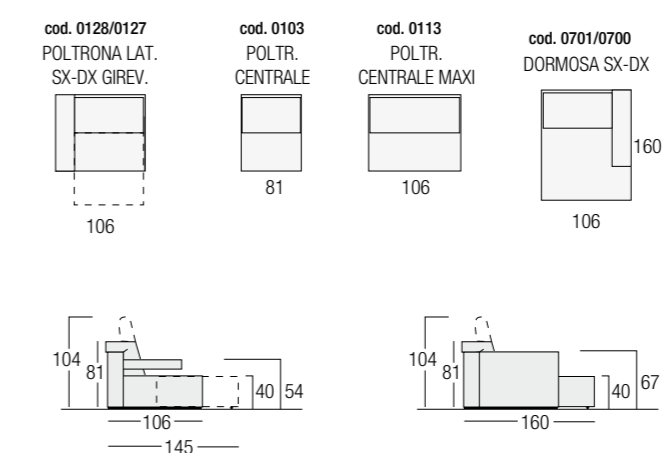 cod. 0128/0127
POLTRONA LAT.
SX-DX GIREV.
106
cod. 0103
POLTR.
CENTRALE
81
cod. 0113
POLTR.
CENTRALE MAXI
106
cod. 0701/0700
DORMOSA SX-DX
160
106
104
81
40
54
106
145
104
81
40
67
160